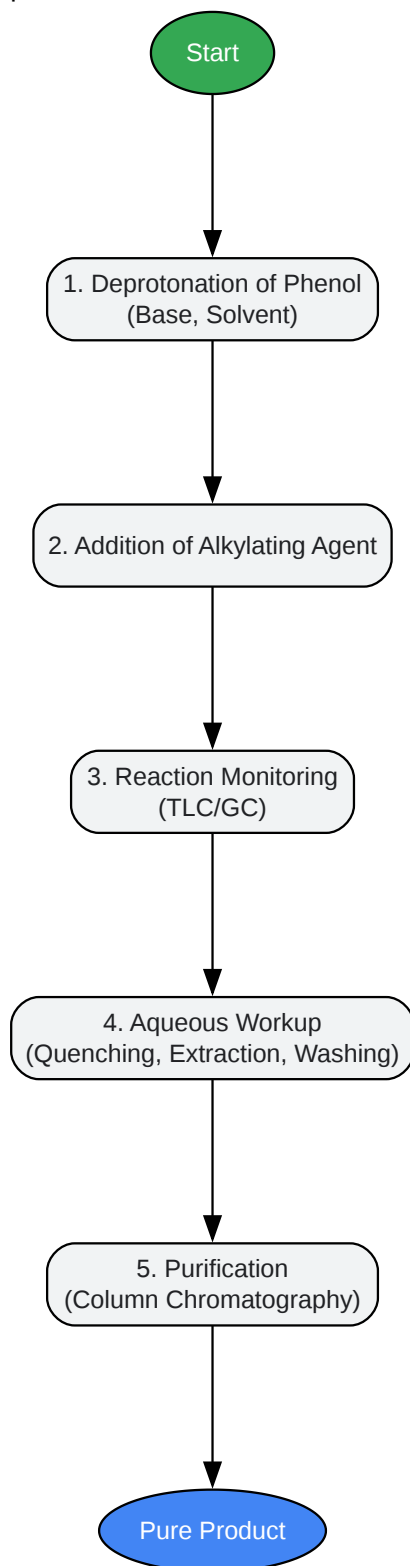 Start
1. Deprotonation of Phenol
(Base, Solvent)
2. Addition of Alkylating Agent
3. Reaction Monitoring
(TLC/GC)
4. Aqueous Workup
(Quenching, Extraction, Washing)
5. Purification
(Column Chromatography)
Pure Product